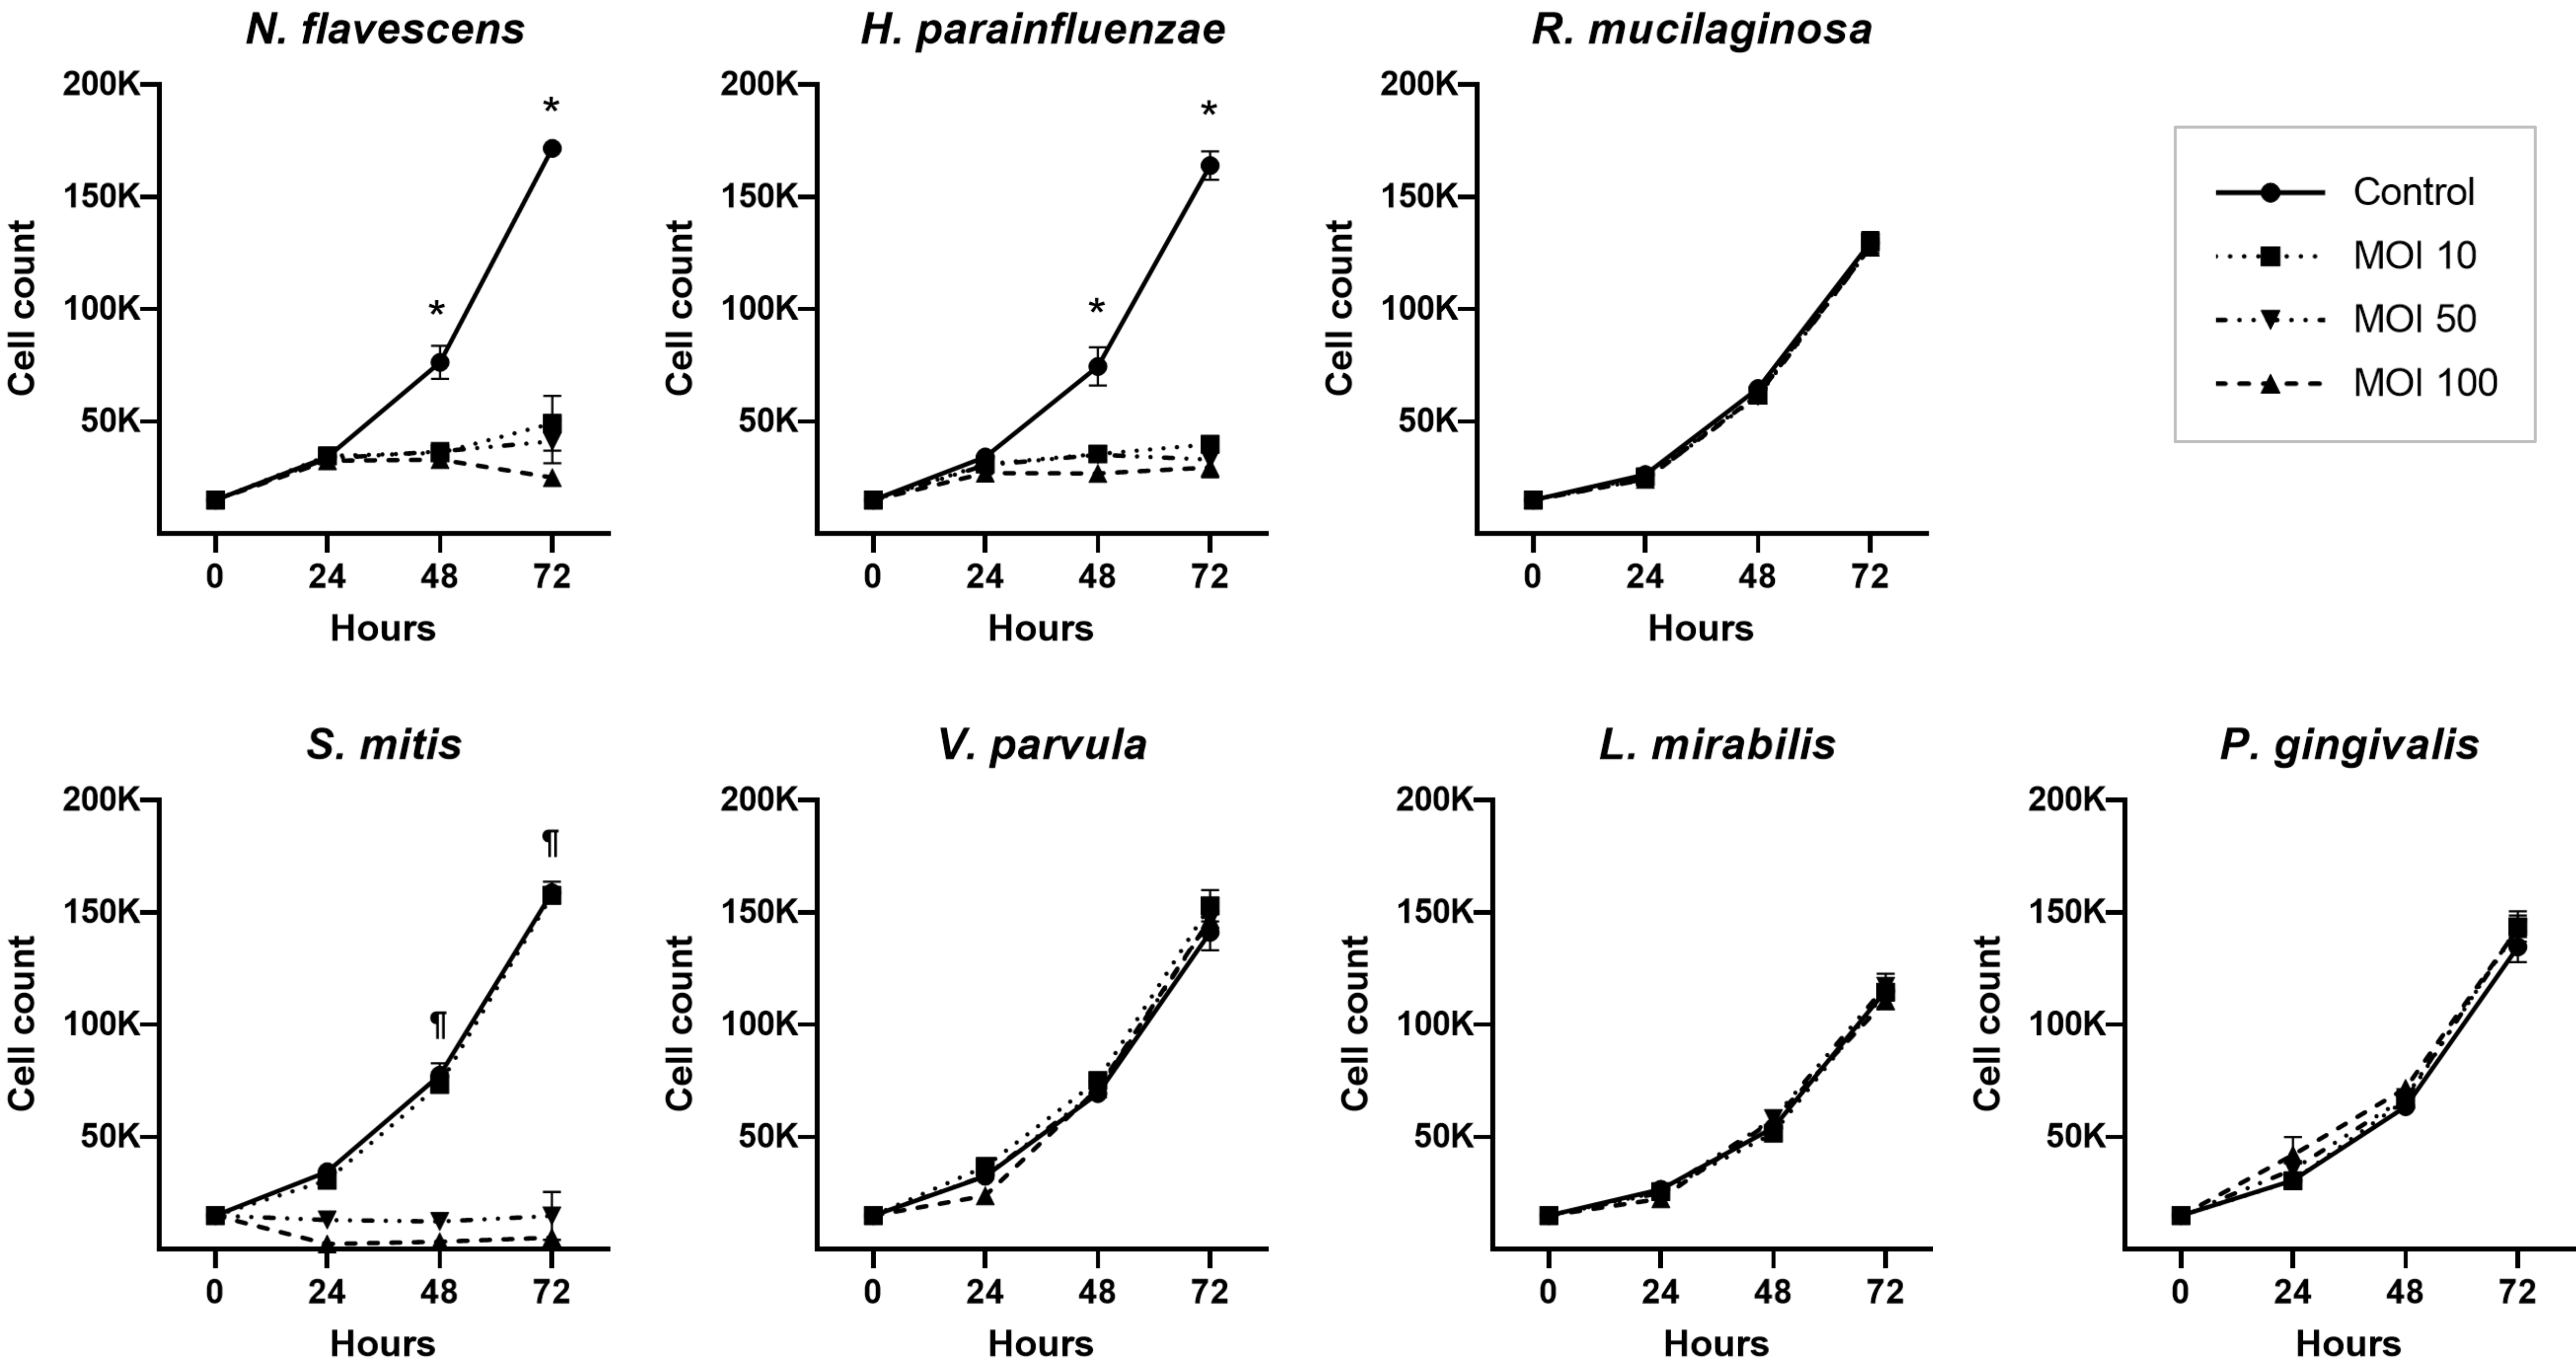 N. flavescens
200K
150K
100K
50K
Cell count
*
*
0 24 48 72
Hours
H. parainfluenzae
200K
150K
100K
50K
Cell count
*
*
0 24 48 72
Hours
R. mucilaginosa
200K
150K
100K
50K
Cell count
0 24 48 72
Hours
Control
MOI 10
MOI 50
MOI 100
S. mitis
200K
150K
100K
50K
Cell count
¶
¶
0 24 48 72
Hours
V. parvula
200K
150K
100K
50K
Cell count
0 24 48 72
Hours
L. mirabilis
200K
150K
100K
50K
Cell count
0 24 48 72
Hours
P. gingivalis
200K
150K
100K
50K
Cell count
0 24 48 72
Hours